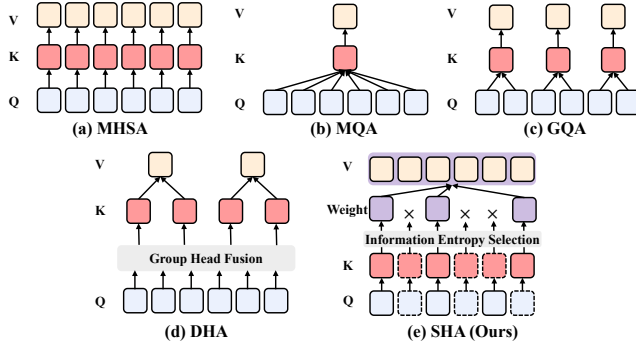 V
K
Q
(a) MHSA
V
K
Q
(b) MQA
V
K
Q
(c) GQA
V
K
Group Head Fusion
Q
(d) DHA
V
Weight
× × ×
Information Entropy Selection
K
Q
(e) SHA (Ours)